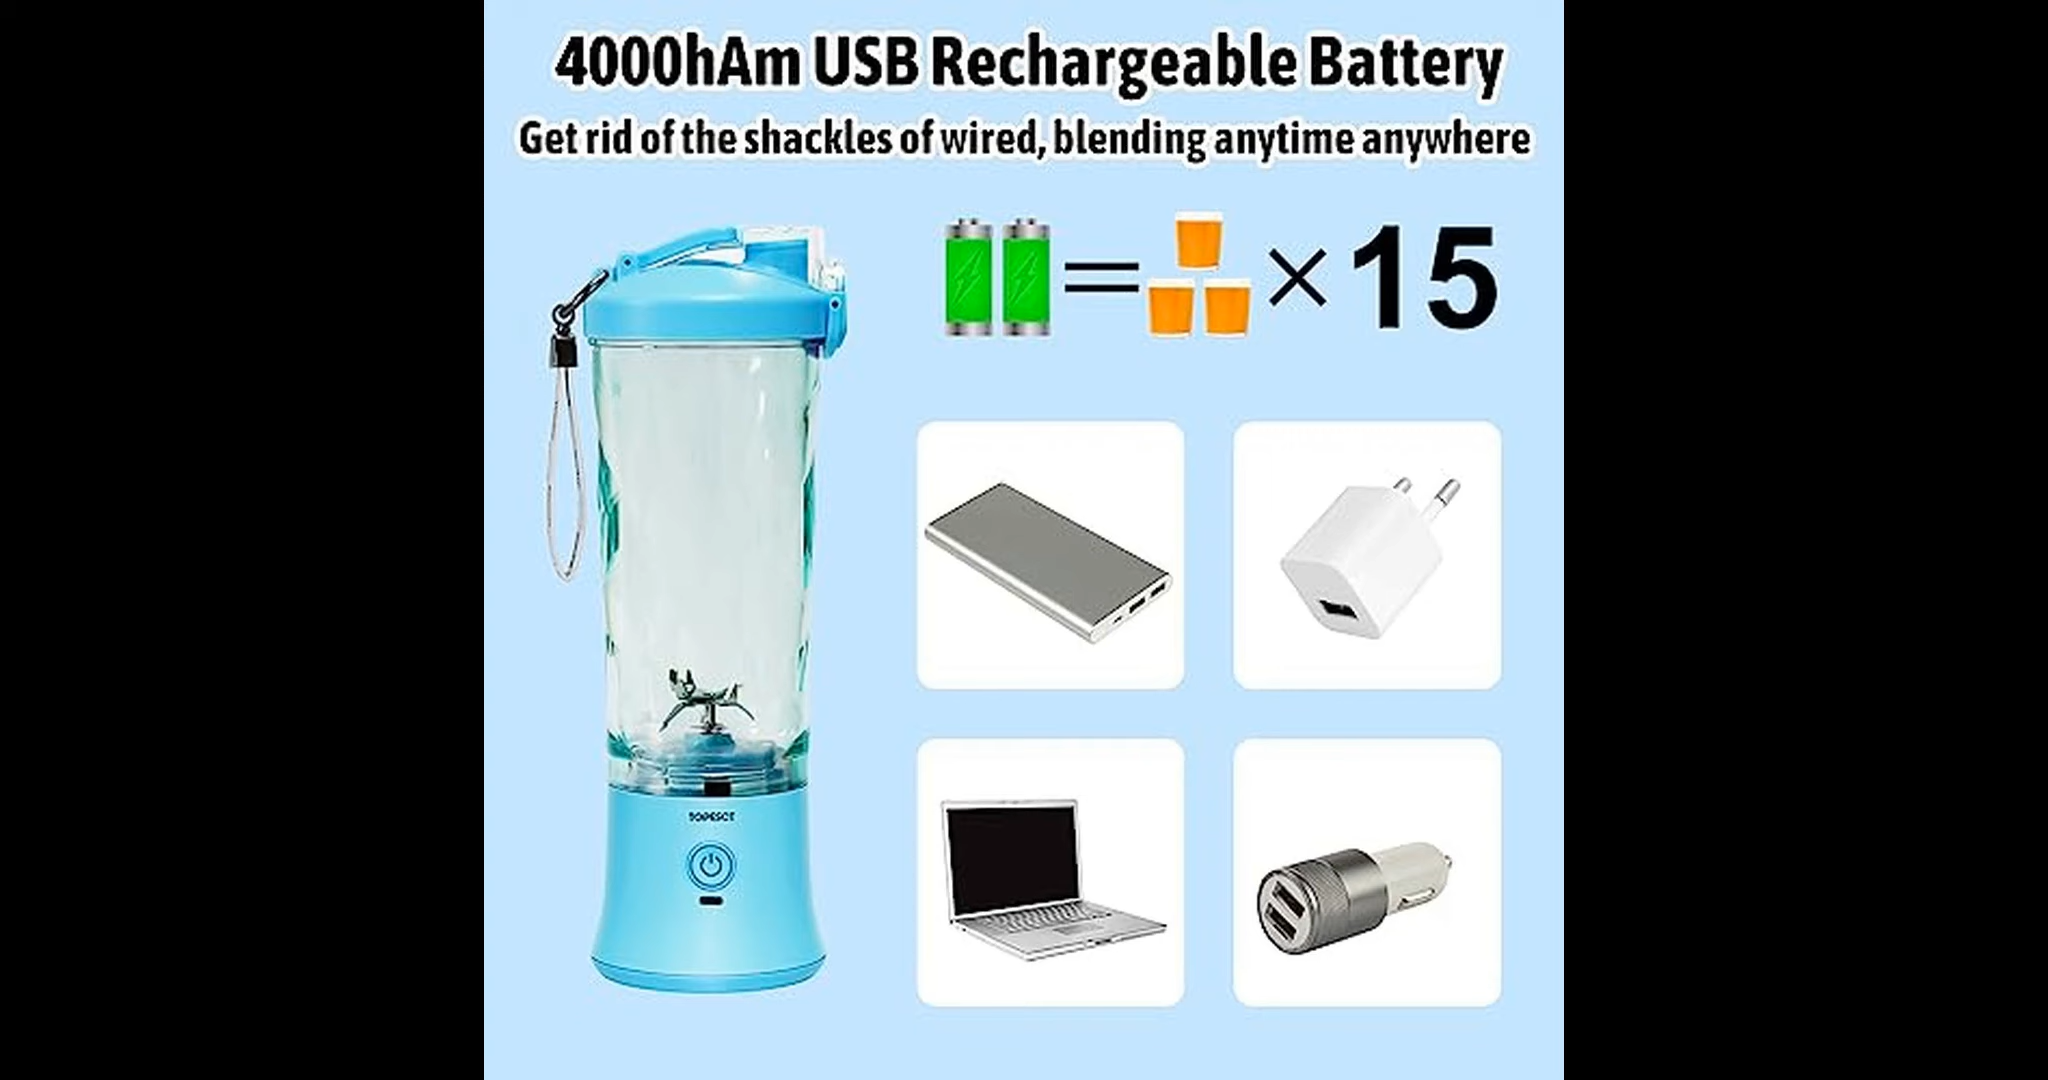 4000hAm USB Rechargeable Battery
Get rid of the shackles of wired, blending anytime anywhere
= × 15
TOPESCT